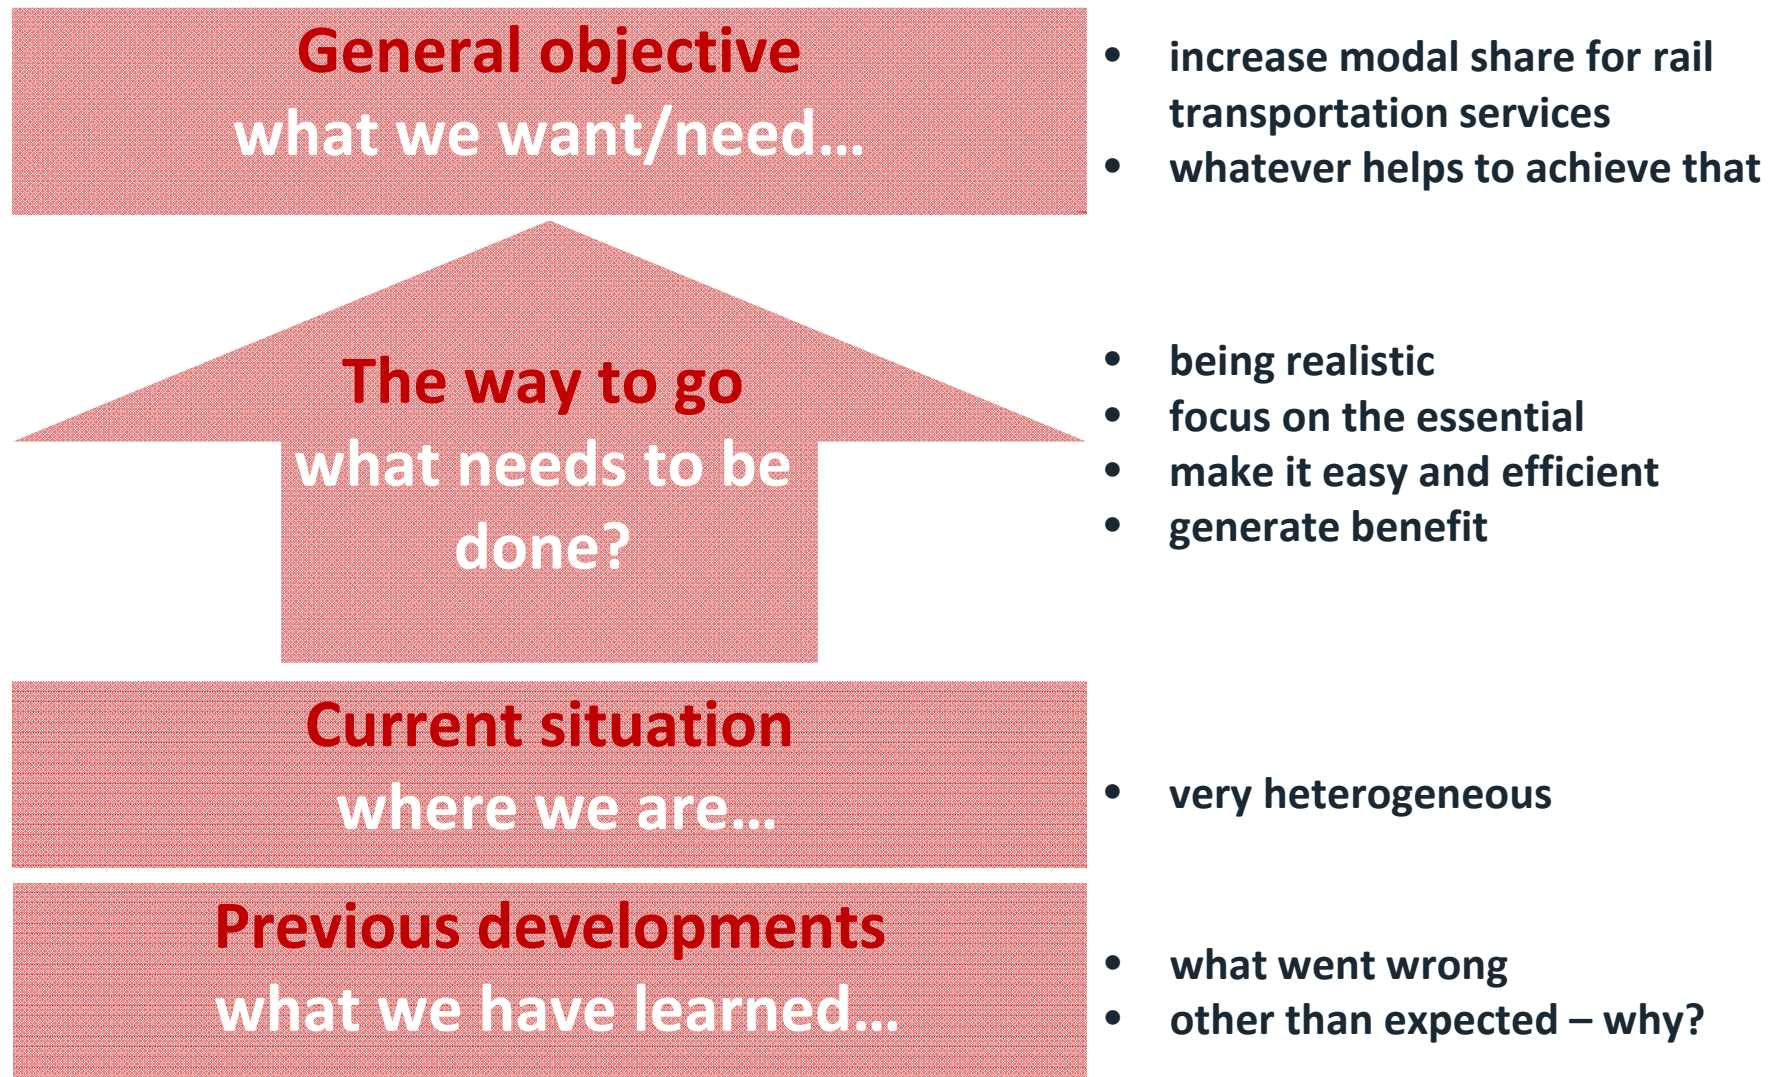 General objective
what we want/need…
• increase modal share for rail
transportation services
• whatever helps to achieve that
The way to go
what needs to be
done?
• being realistic
• focus on the essential
• make it easy and efficient
• generate benefit
Current situation
where we are…
• very heterogeneous
Previous developments
what we have learned…
• what went wrong
• other than expected – why?